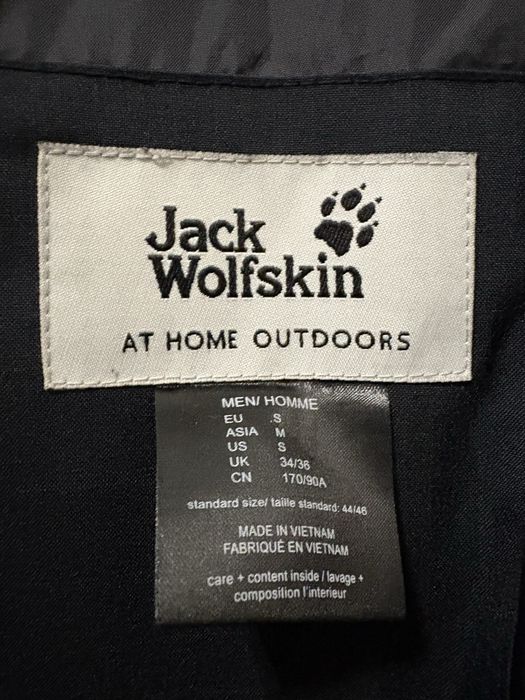 Jack
Wolfskin
AT HOME OUTDOORS
MEN/ HOMME
EU .S
ASIA M
US S
UK 34/36
CN 170/90A
standard size/ taille standard: 44/46
MADE IN VIETNAM
FABRIQUÉ EN VIETNAM
care + content inside / lavage +
composition l'interieur